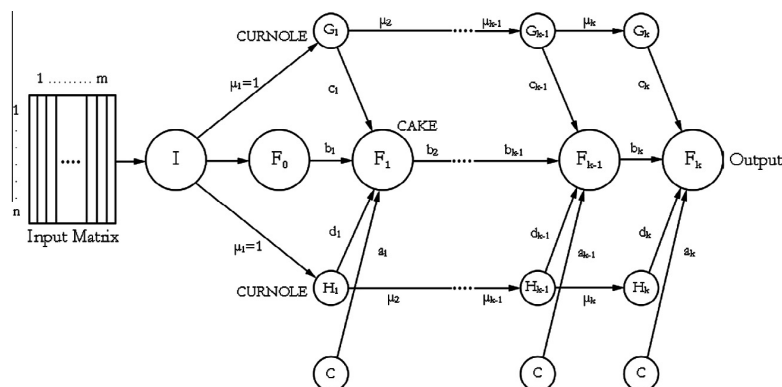 G₁ μ₂ μₖ₋₁ Gₖ₋₁ μₖ Gₖ
CURNOLE
1 ......... m
μ₁=1 c₁ cₖ₋₁ cₖ
CAKE
1
.
.
.
.
n
I F₀ b₁ F₁ b₂ bₖ₋₁ Fₖ₋₁ bₖ Fₖ Output
....
Input Matrix
μ₁=1 d₁ a₁ dₖ₋₁ aₖ₋₁ dₖ aₖ
CURNOLE
H₁ μ₂ μₖ₋₁ Hₖ₋₁ μₖ Hₖ
C C C